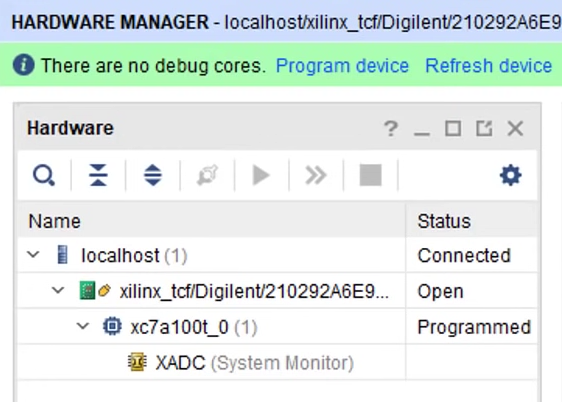 HARDWARE MANAGER - localhost/xilinx_tcf/Digilent/210292A6E9
There are no debug cores. Program device Refresh device
Hardware ? _
Name Status
localhost (1) Connected
xilinx_tcf/Digilent/210292A6E9... Open
xc7a100t_0 (1) Programmed
XADC (System Monitor)